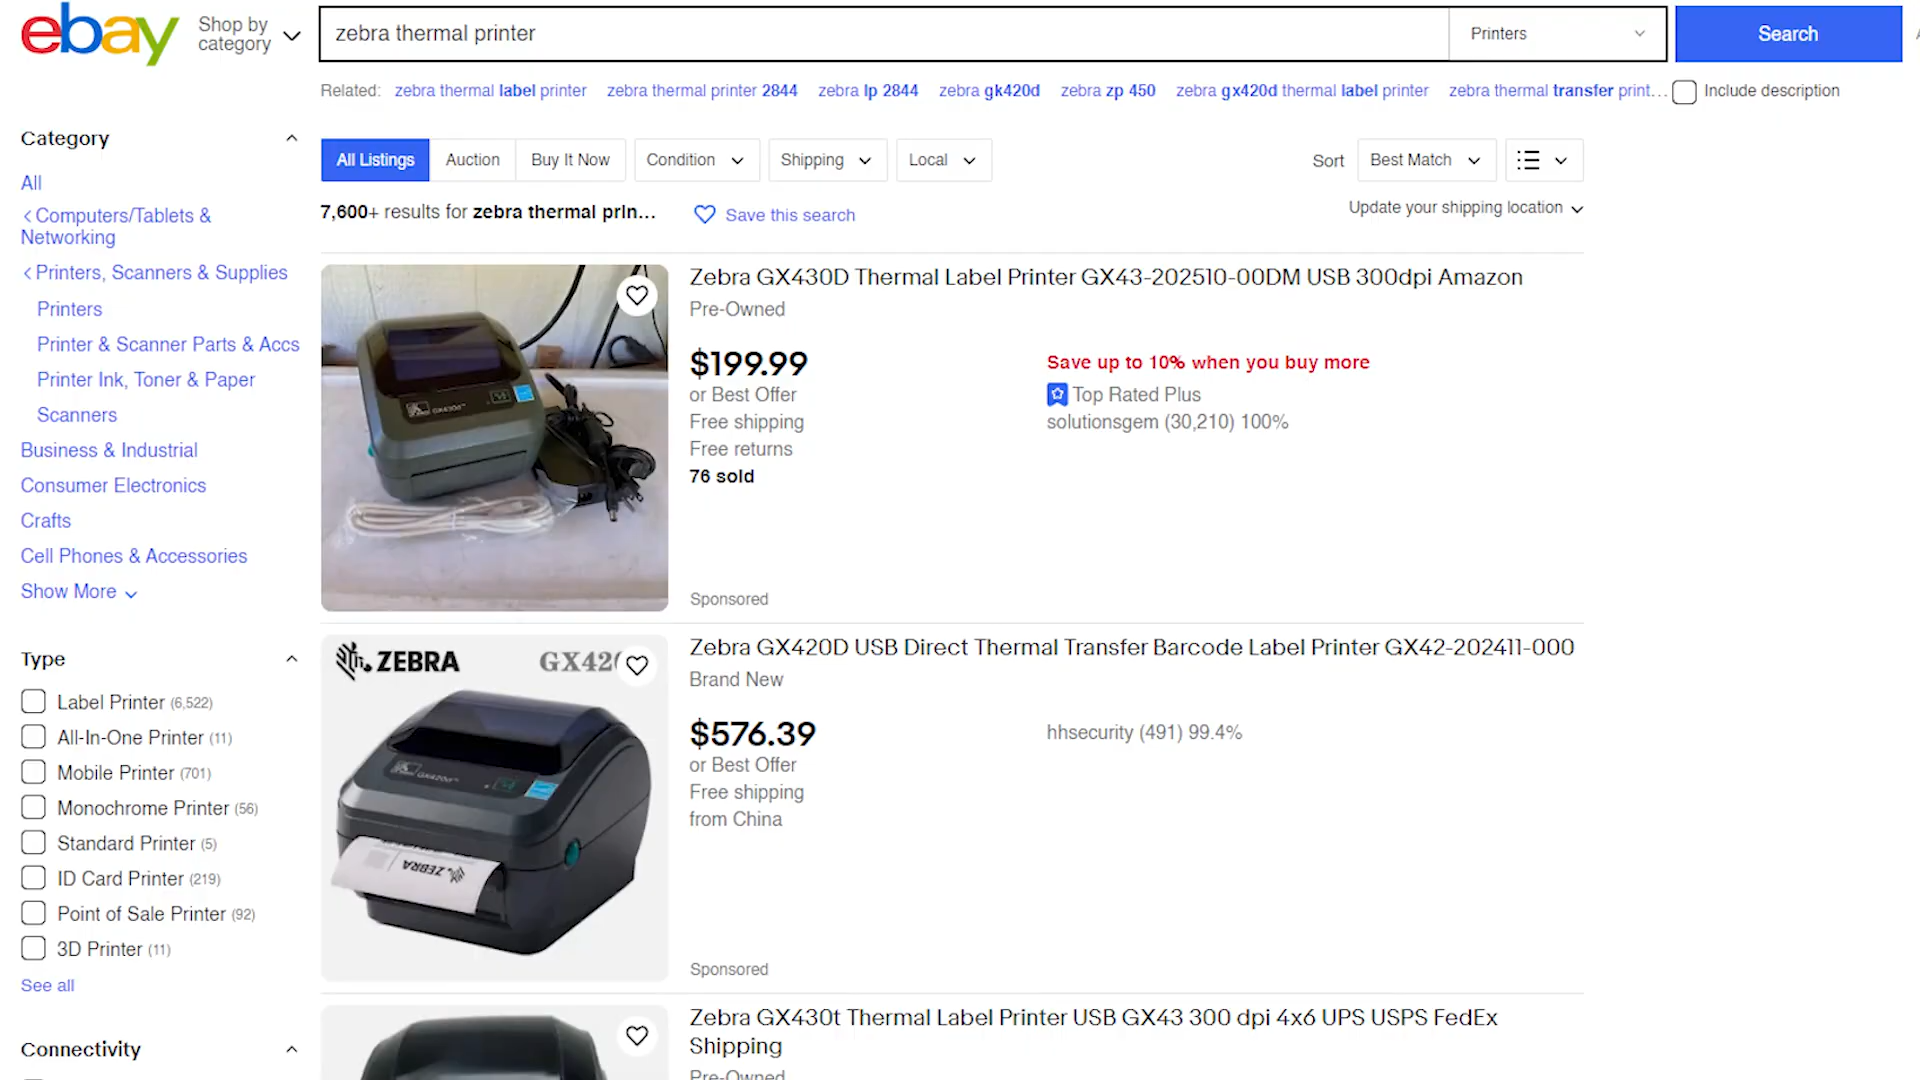 ebay
Shop by
category
zebra thermal printer
Printers
Search
Related: zebra thermal label printer zebra thermal printer 2844 zebra lp 2844 zebra gk420d zebra zp 450 zebra gx420d thermal label printer zebra thermal transfer print...
Include description
Category
All
Computers/Tablets &
Networking
Printers, Scanners & Supplies
Printers
Printer & Scanner Parts & Accs
Printer Ink, Toner & Paper
Scanners
Business & Industrial
Consumer Electronics
Crafts
Cell Phones & Accessories
Show More
Type
Label Printer (6,522)
All-In-One Printer (11)
Mobile Printer (701)
Monochrome Printer (56)
Standard Printer (5)
ID Card Printer (219)
Point of Sale Printer (92)
3D Printer (11)
See all
Connectivity
All Listings Auction Buy It Now Condition Shipping Local
Sort Best Match
7,600+ results for zebra thermal prin...
Save this search
Update your shipping location
Zebra GX430D Thermal Label Printer GX43-202510-00DM USB 300dpi Amazon
Pre-Owned
$199.99
or Best Offer
Free shipping
Free returns
76 sold
Save up to 10% when you buy more
Top Rated Plus
solutionsgem (30,210) 100%
Sponsored
ZEBRA GX420
ZEBRA
Zebra GX420D USB Direct Thermal Transfer Barcode Label Printer GX42-202411-000
Brand New
$576.39
or Best Offer
Free shipping
from China
hhsecurity (491) 99.4%
Sponsored
Zebra GX430t Thermal Label Printer USB GX43 300 dpi 4x6 UPS USPS FedEx
Shipping
Pre-Owned